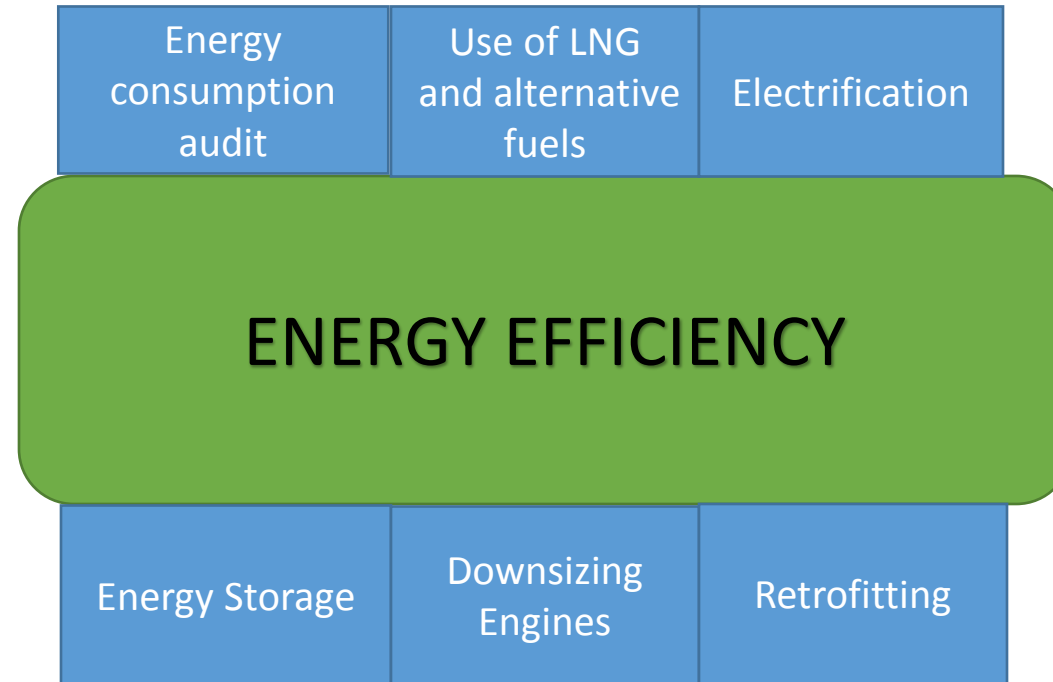 Energy
consumption
audit
Use of LNG
and alternative
fuels
Electrification
ENERGY EFFICIENCY
Energy Storage
Downsizing
Engines
Retrofitting